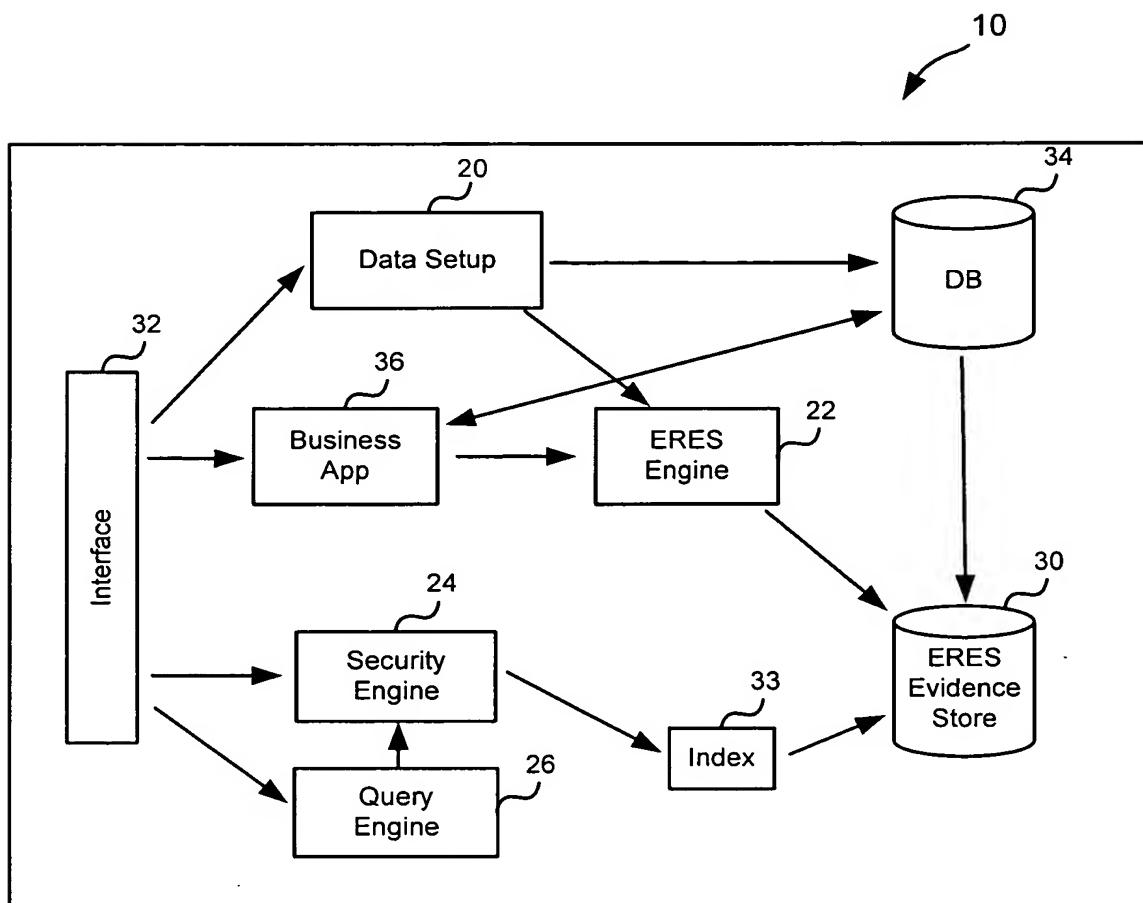 10
20
Data Setup
34
DB
32
Interface
36
Business
App
ERES
Engine
22
24
Security
Engine
30
ERES
Evidence
Store
33
Index
Query
Engine
26